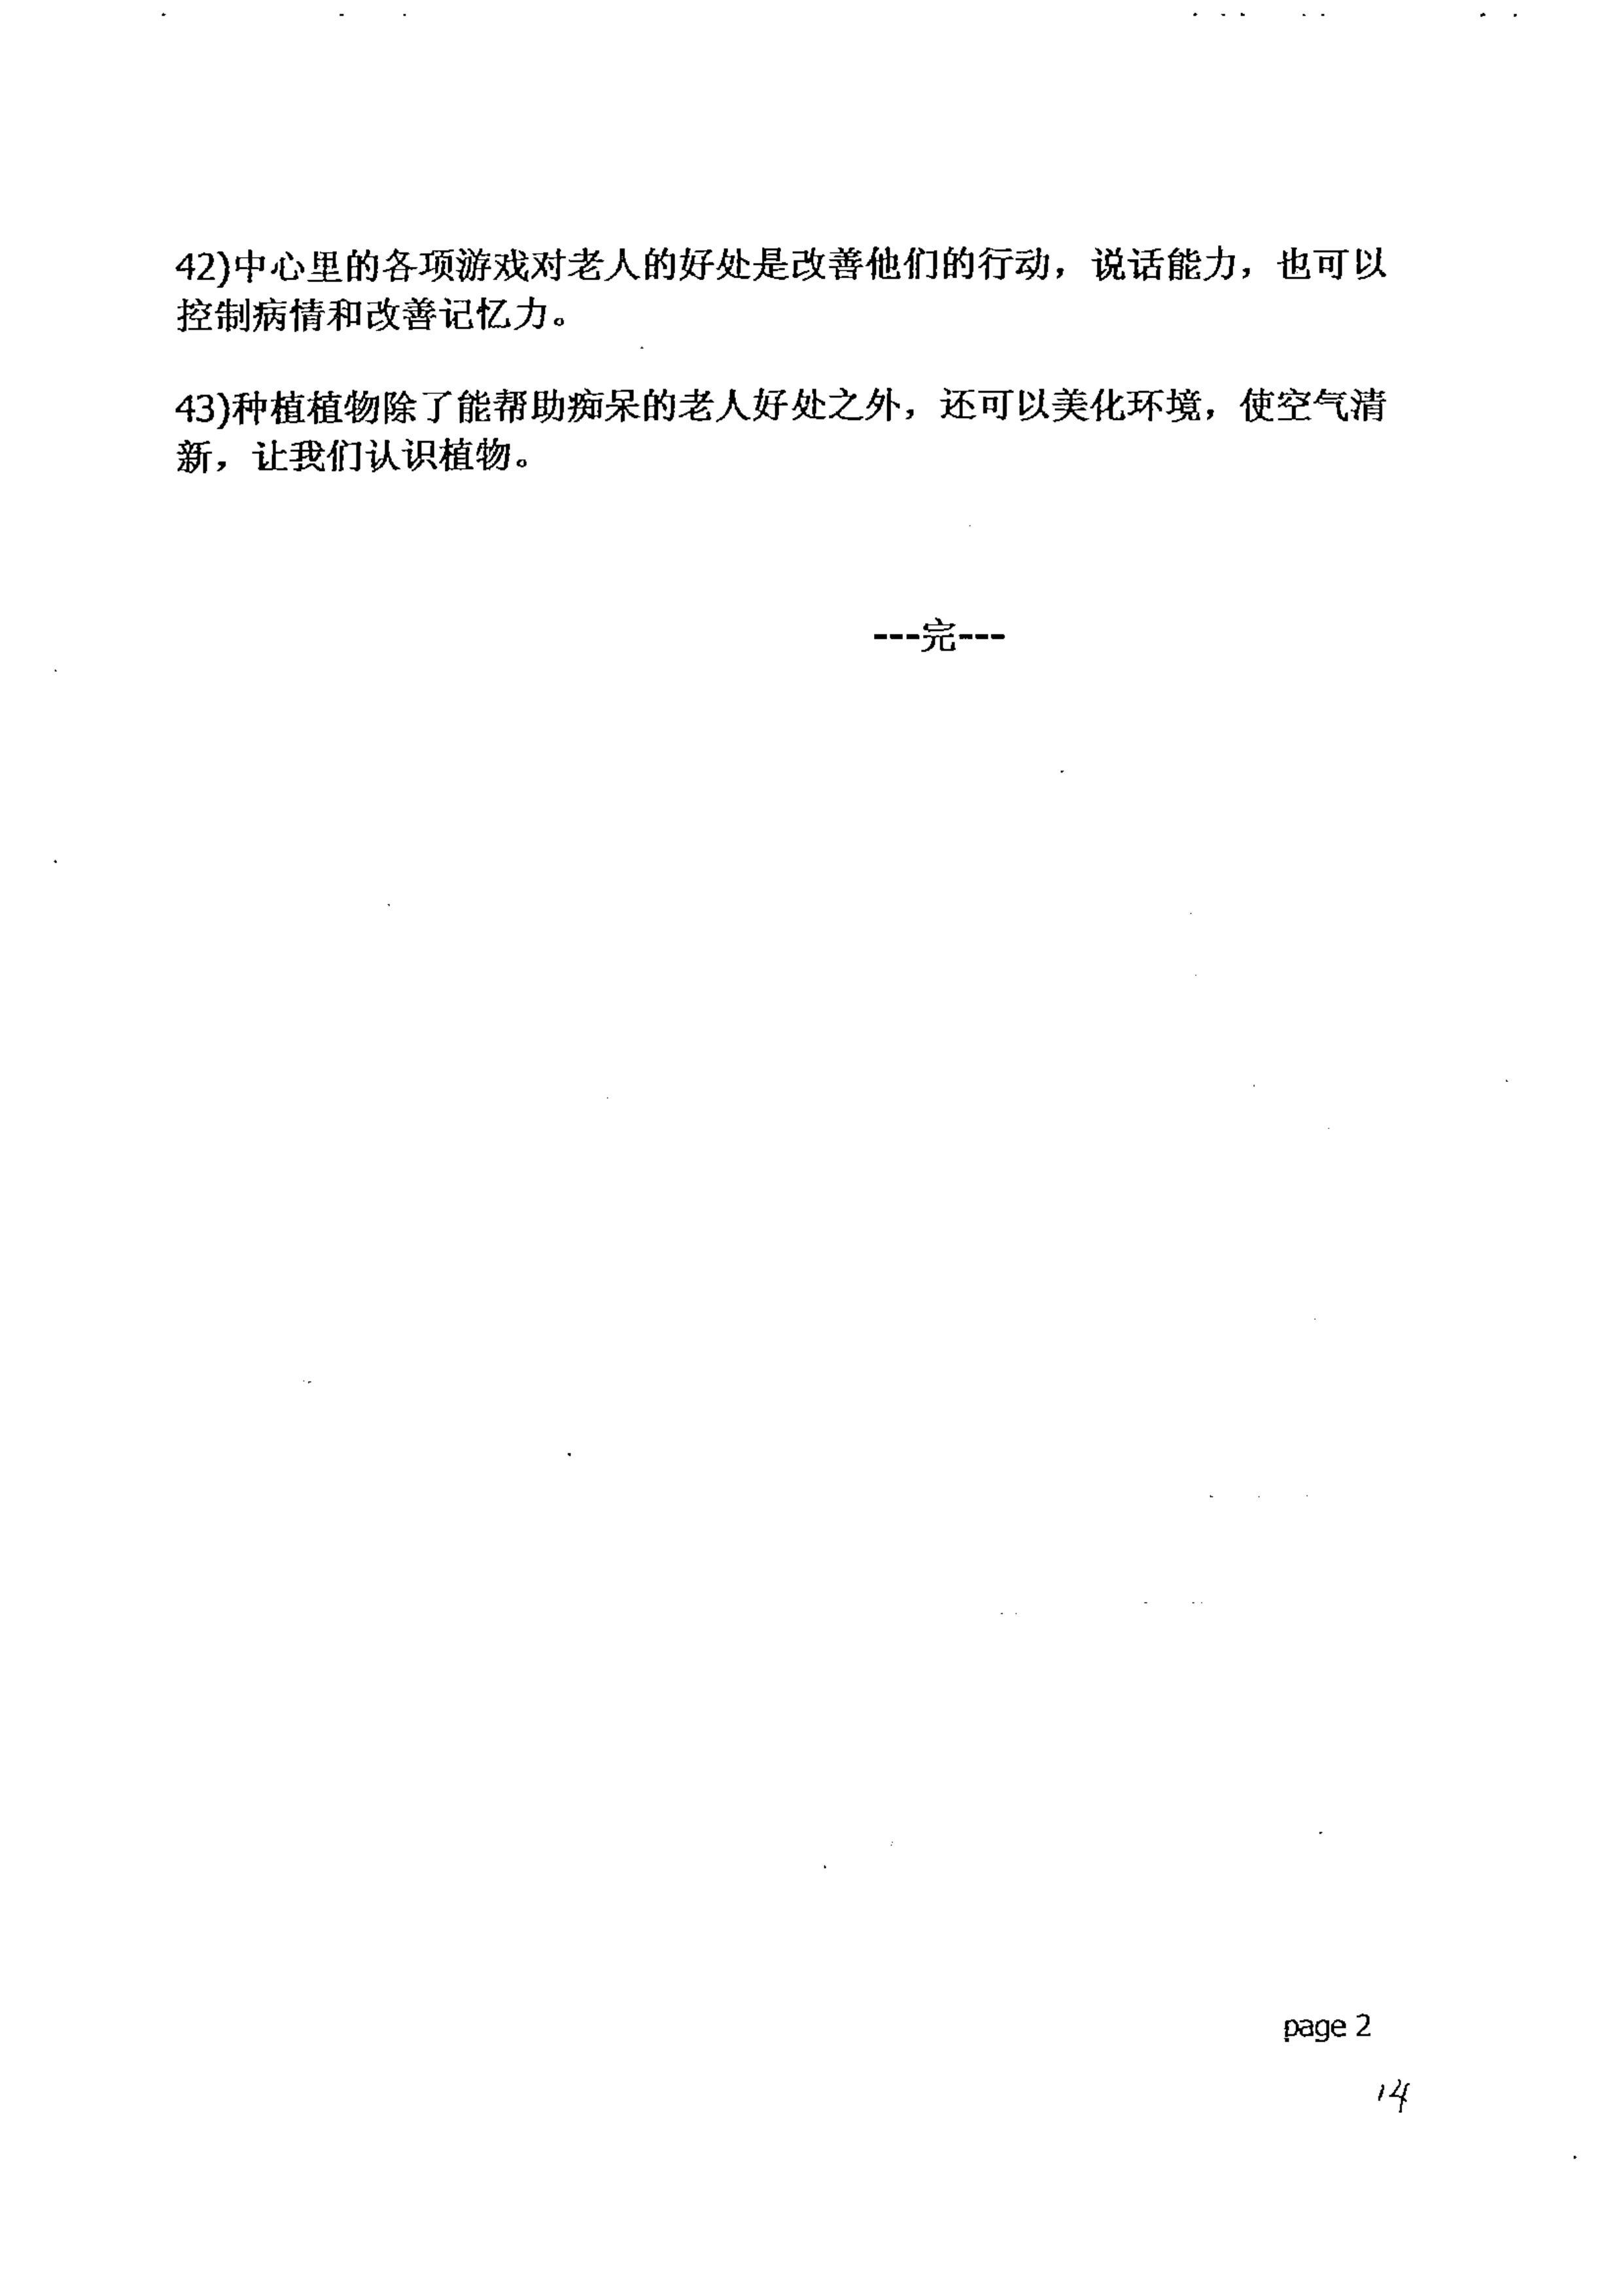 42)中心里的各项游戏对老人的好处是改善他们的行动，说话能力，也可以
控制病情和改善记忆力。
43)种植植物除了能帮助痴呆的老人好处之外，还可以美化环境，使空气清
新，让我们认识植物。
---完---
page 2
14